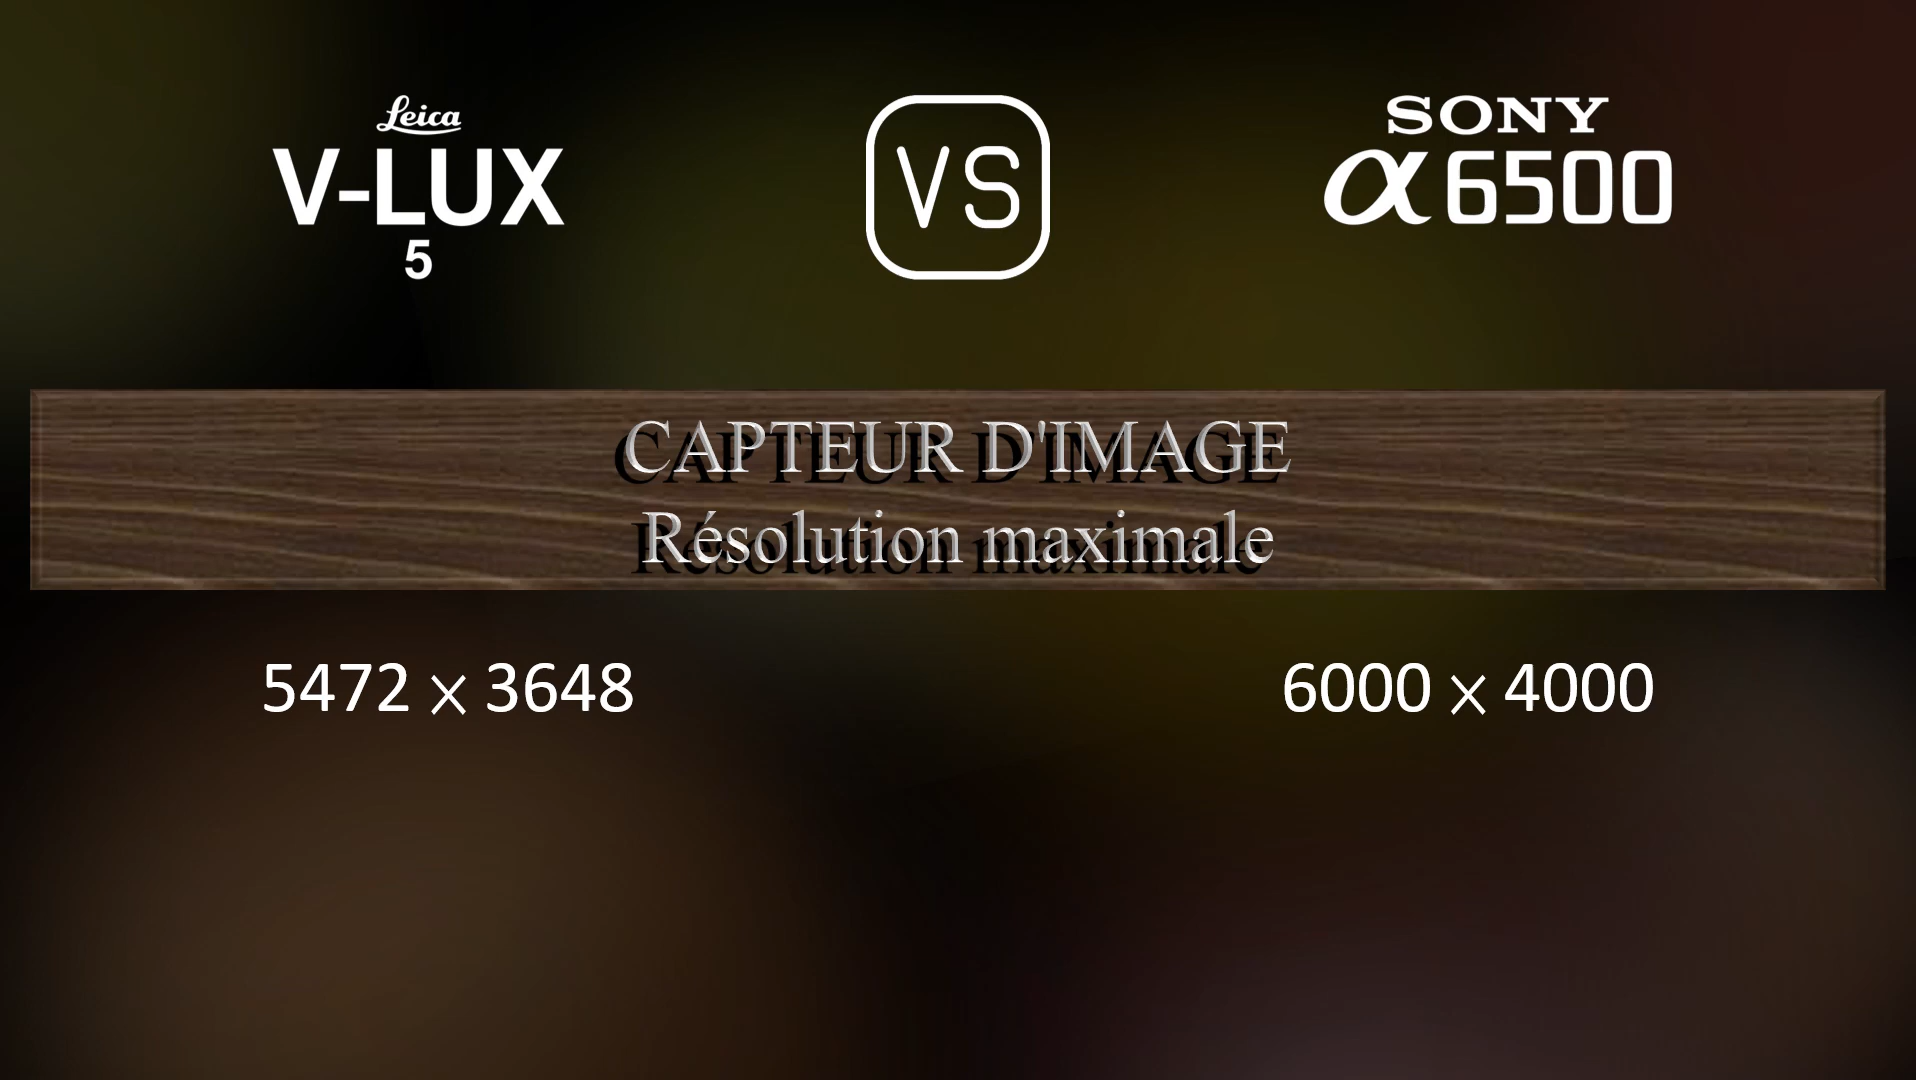 Leica
V-LUX
5
VS
SONY
α6500
CAPTEUR D'IMAGE
Résolution maximale
5472 x 3648
6000 x 4000